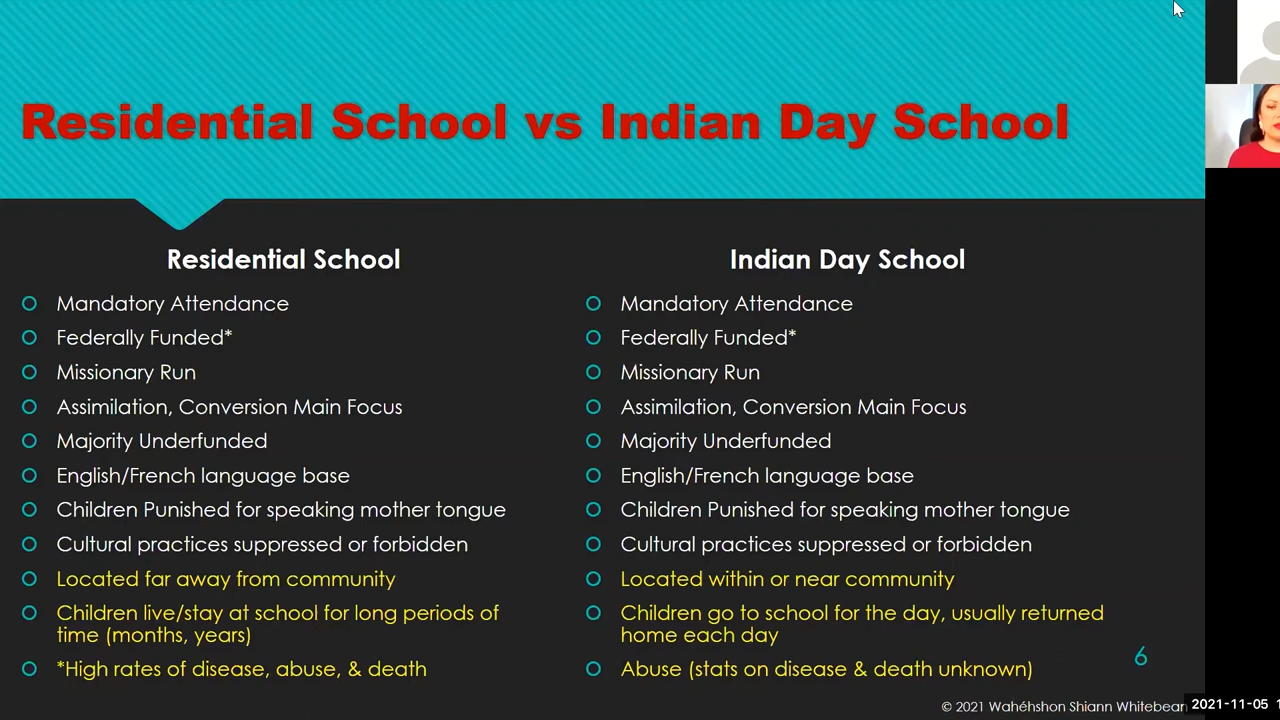 Residential School vs Indian Day School
Residential School
Mandatory Attendance
Federally Funded*
Missionary Run
Assimilation, Conversion Main Focus
Majority Underfunded
English/French language base
Children Punished for speaking mother tongue
Cultural practices suppressed or forbidden
Located far away from community
Children live/stay at school for long periods of
time (months, years)
*High rates of disease, abuse, & death
Indian Day School
Mandatory Attendance
Federally Funded*
Missionary Run
Assimilation, Conversion Main Focus
Majority Underfunded
English/French language base
Children Punished for speaking mother tongue
Cultural practices suppressed or forbidden
Located within or near community
Children go to school for the day, usually returned
home each day
Abuse (stats on disease & death unknown)
6
© 2021 Wahéhshon Shiann Whitebean
2021-11-05